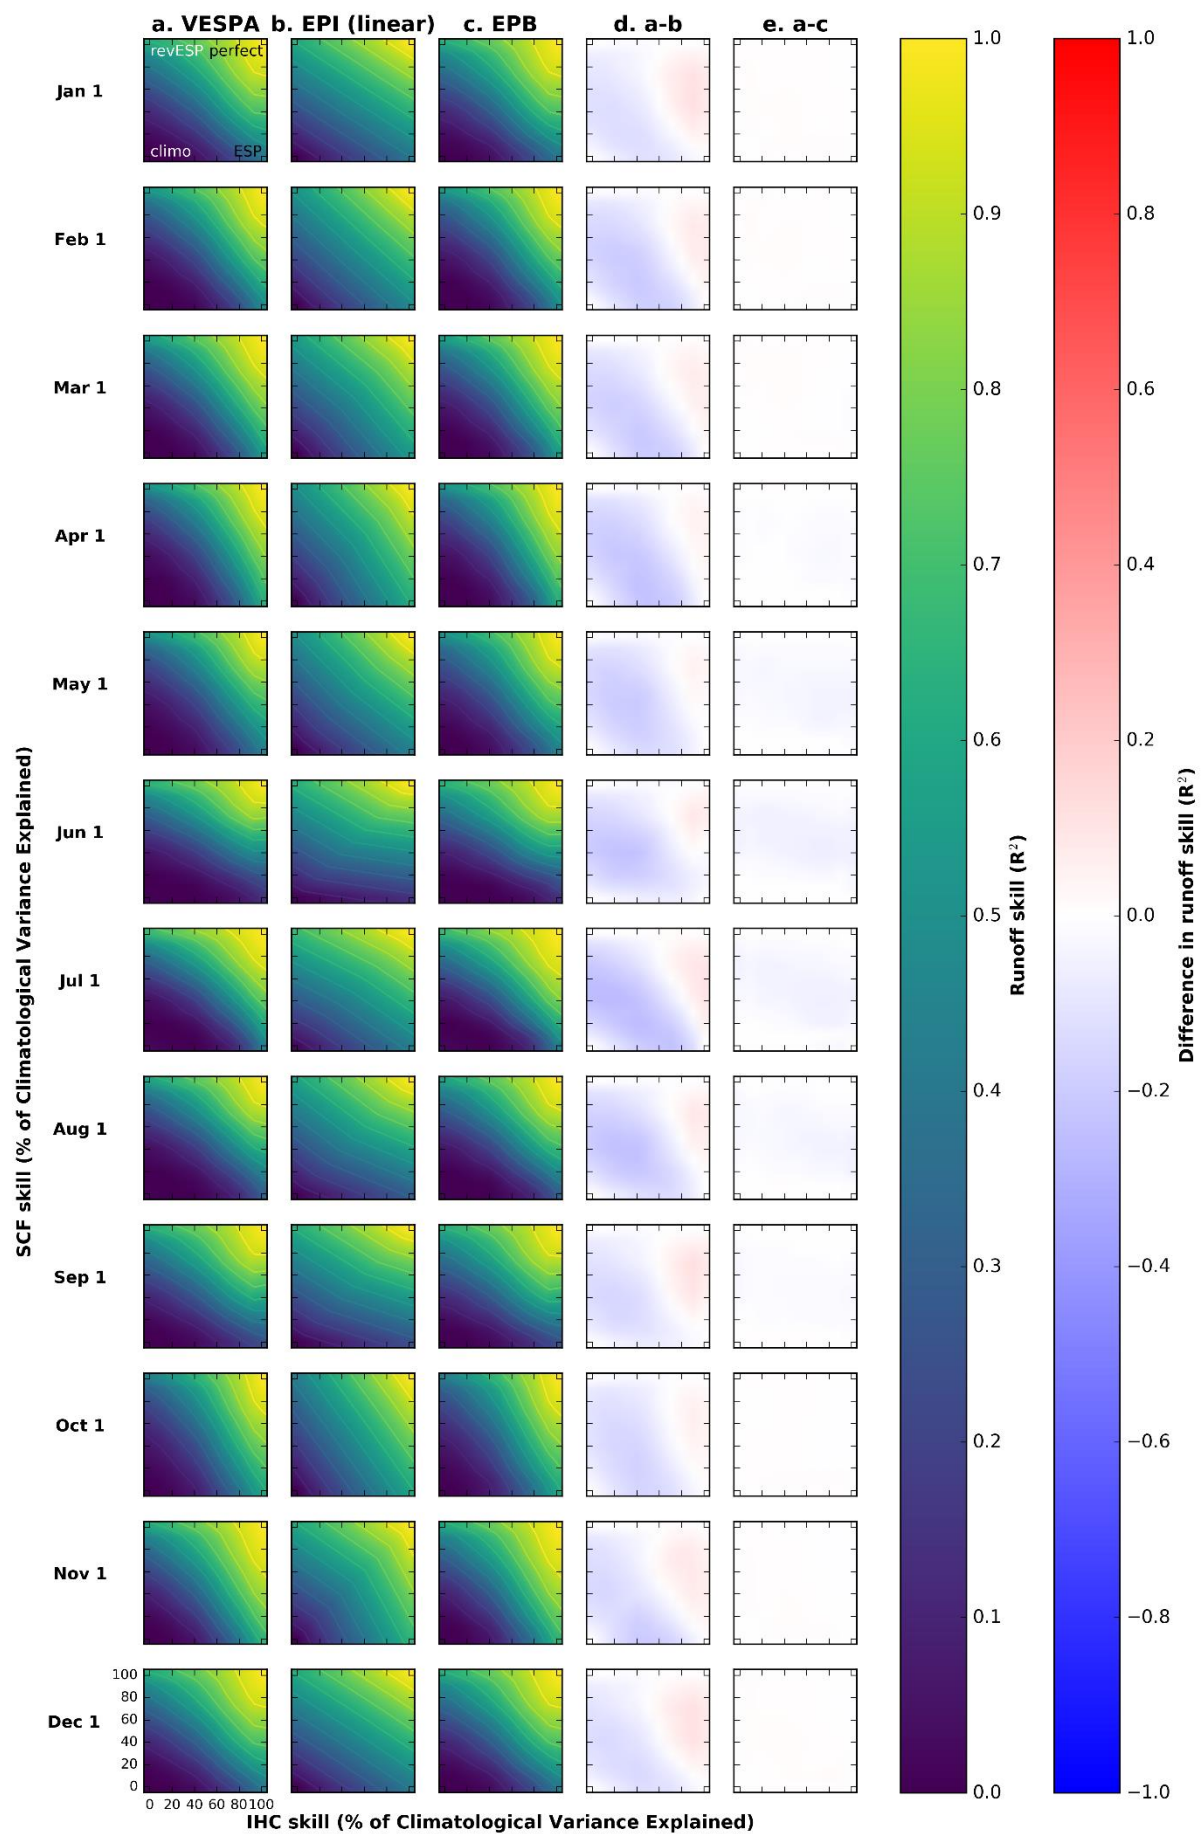 a. VESPA b. EPI (linear) c. EPB d. a-b e. a-c
revESP perfect
climo ESP
Jan 1
Feb 1
Mar 1
Apr 1
May 1
Jun 1
Jul 1
Aug 1
Sep 1
Oct 1
Nov 1
Dec 1
SCF skill (% of Climatological Variance Explained)
100
80
60
40
20
0
0 20 40 60 80 100
IHC skill (% of Climatological Variance Explained)
1.0
0.9
0.8
0.7
0.6
0.5
0.4
0.3
0.2
0.1
0.0
Runoff skill (R²)
1.0
0.8
0.6
0.4
0.2
0.0
−0.2
−0.4
−0.6
−0.8
−1.0
Difference in runoff skill (R²)